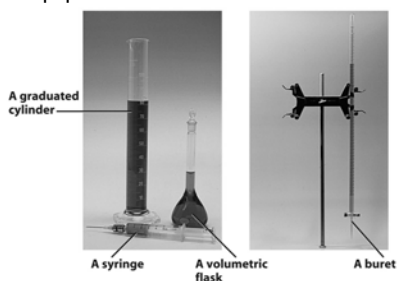 A graduated
cylinder
A syringe
A volumetric
flask
A buret